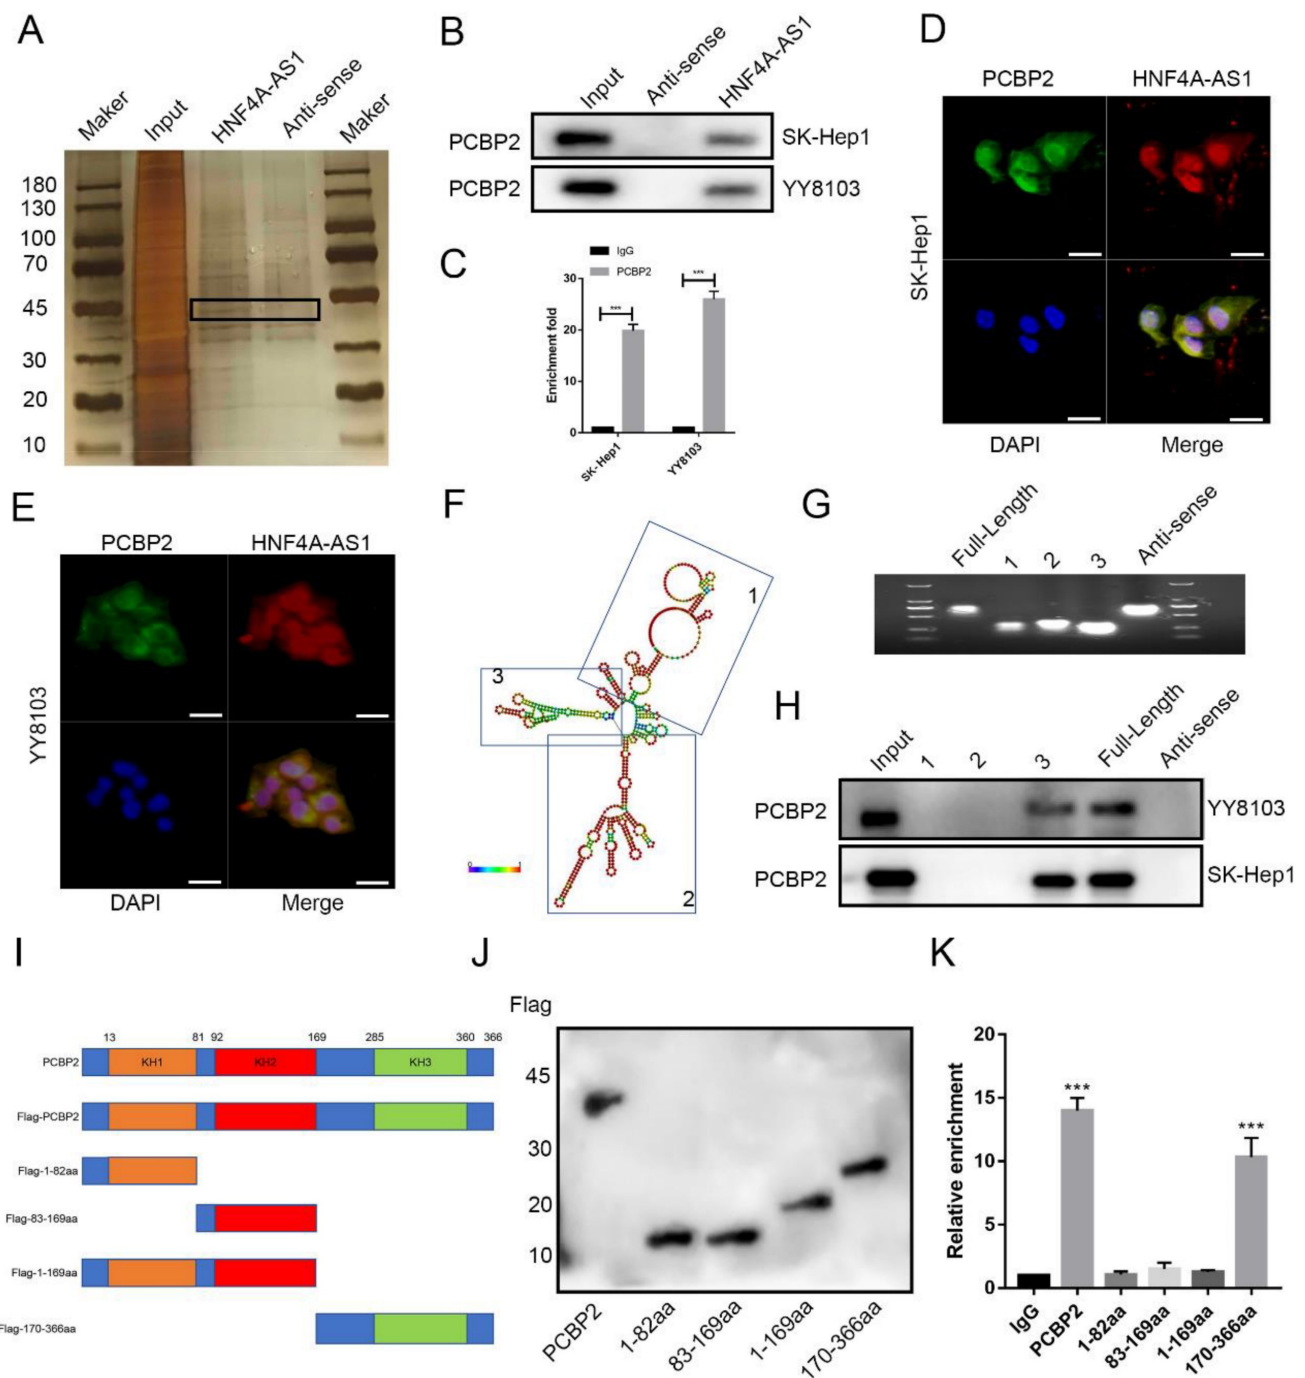 A
Maker
Input
HNF4A-AS1
Anti-sense
Maker
180
130
100
70
45
30
20
10
B
Input
Anti-sense
HNF4A-AS1
PCBP2
SK-Hep1
PCBP2
YY8103
C
IgG
PCBP2
Enrichment fold
30
20
10
0
***
***
SK-Hep1
YY8103
D
PCBP2
HNF4A-AS1
SK-Hep1
DAPI
Merge
E
PCBP2
HNF4A-AS1
YY8103
DAPI
Merge
F
1
3
2
0
1
G
Full-Length
1
2
3
Anti-sense
H
Input
1
2
3
Full-Length
Anti-sense
PCBP2
YY8103
PCBP2
SK-Hep1
I
13 81 92 169 285 360 366
PCBP2
KH1
KH2
KH3
Flag-PCBP2
Flag-1-82aa
Flag-83-169aa
Flag-1-169aa
Flag-170-366aa
J
Flag
45
30
20
10
PCBP2
1-82aa
83-169aa
1-169aa
170-366aa
K
Relative enrichment
20
15
10
5
0
***
***
IgG
PCBP2
1-82aa
83-169aa
1-169aa
170-366aa